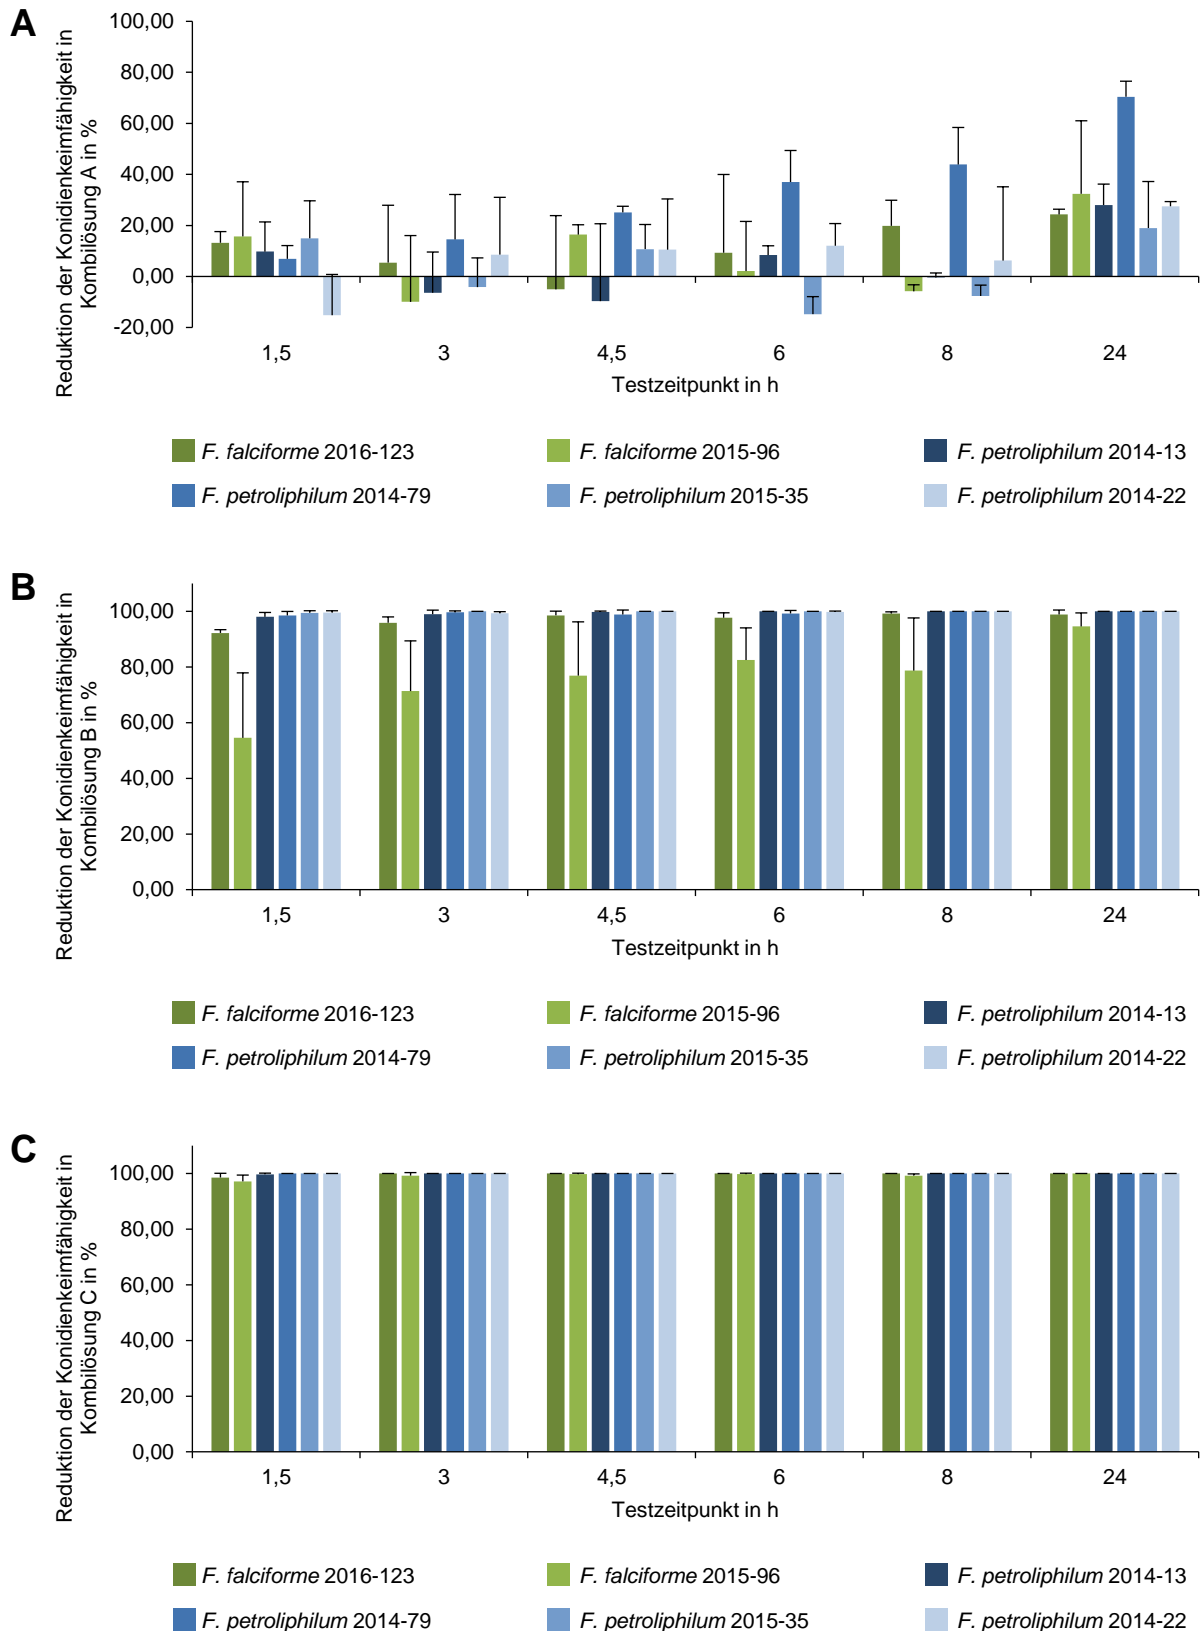 A
Reduktion der Konidienkeimfähigkeit in
Kombilösung A in %
100,00
80,00
60,00
40,00
20,00
0,00
-20,00
1,5 3 4,5 6 8 24
Testzeitpunkt in h
F. falciforme 2016-123 F. falciforme 2015-96 F. petroliphilum 2014-13
F. petroliphilum 2014-79 F. petroliphilum 2015-35 F. petroliphilum 2014-22
B
Reduktion der Konidienkeimfähigkeit in
Kombilösung B in %
100,00
80,00
60,00
40,00
20,00
0,00
1,5 3 4,5 6 8 24
Testzeitpunkt in h
F. falciforme 2016-123 F. falciforme 2015-96 F. petroliphilum 2014-13
F. petroliphilum 2014-79 F. petroliphilum 2015-35 F. petroliphilum 2014-22
C
Reduktion der Konidienkeimfähigkeit in
Kombilösung C in %
100,00
80,00
60,00
40,00
20,00
0,00
1,5 3 4,5 6 8 24
Testzeitpunkt in h
F. falciforme 2016-123 F. falciforme 2015-96 F. petroliphilum 2014-13
F. petroliphilum 2014-79 F. petroliphilum 2015-35 F. petroliphilum 2014-22